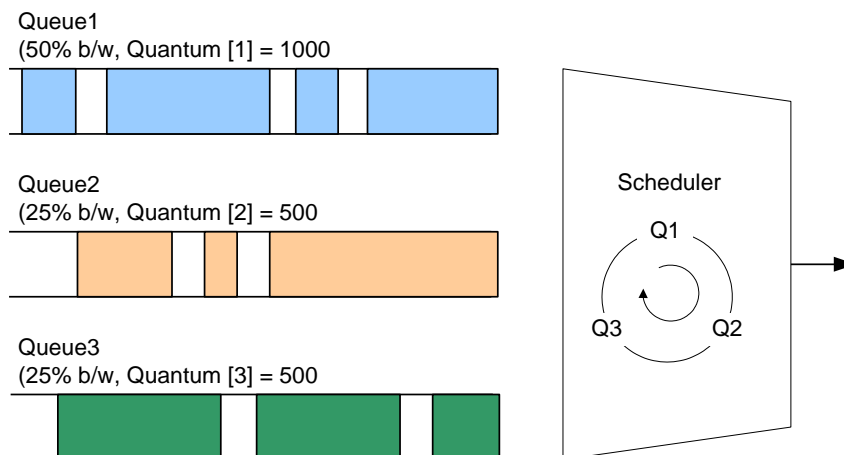 Queue1
(50% b/w, Quantum [1] = 1000
Queue2
(25% b/w, Quantum [2] = 500
Queue3
(25% b/w, Quantum [3] = 500
Scheduler
Q1
Q3
Q2